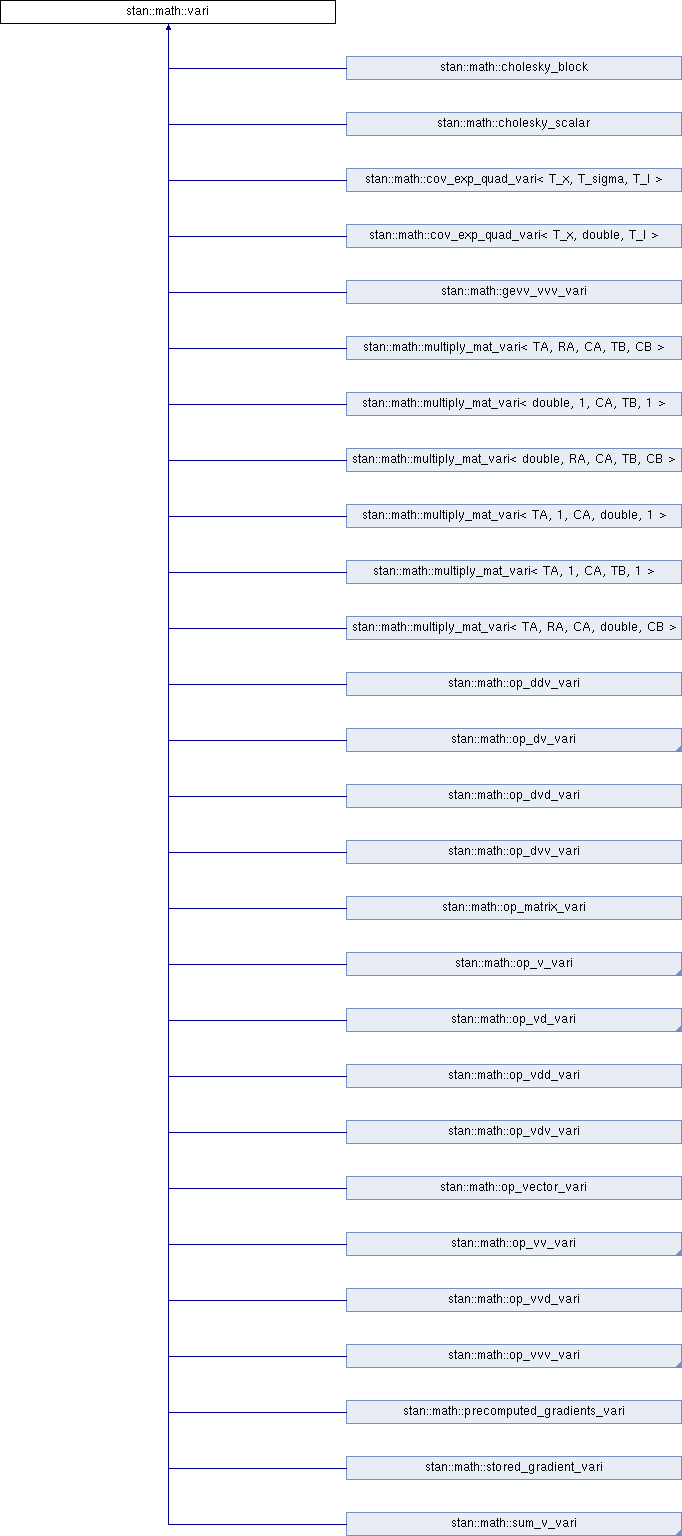 stan::math::vari
stan::math::cholesky_block
stan::math::cholesky_scalar
stan::math::cov_exp_quad_vari< T_x, T_sigma, T_l >
stan::math::cov_exp_quad_vari< T_x, double, T_l >
stan::math::gevv_vvv_vari
stan::math::multiply_mat_vari< TA, RA, CA, TB, CB >
stan::math::multiply_mat_vari< double, 1, CA, TB, 1 >
stan::math::multiply_mat_vari< double, RA, CA, TB, CB >
stan::math::multiply_mat_vari< TA, 1, CA, double, 1 >
stan::math::multiply_mat_vari< TA, 1, CA, TB, 1 >
stan::math::multiply_mat_vari< TA, RA, CA, double, CB >
stan::math::op_ddv_vari
stan::math::op_dv_vari
stan::math::op_dvd_vari
stan::math::op_dvv_vari
stan::math::op_matrix_vari
stan::math::op_v_vari
stan::math::op_vd_vari
stan::math::op_vdd_vari
stan::math::op_vdv_vari
stan::math::op_vector_vari
stan::math::op_vv_vari
stan::math::op_vvd_vari
stan::math::op_vvv_vari
stan::math::precomputed_gradients_vari
stan::math::stored_gradient_vari
stan::math::sum_v_vari